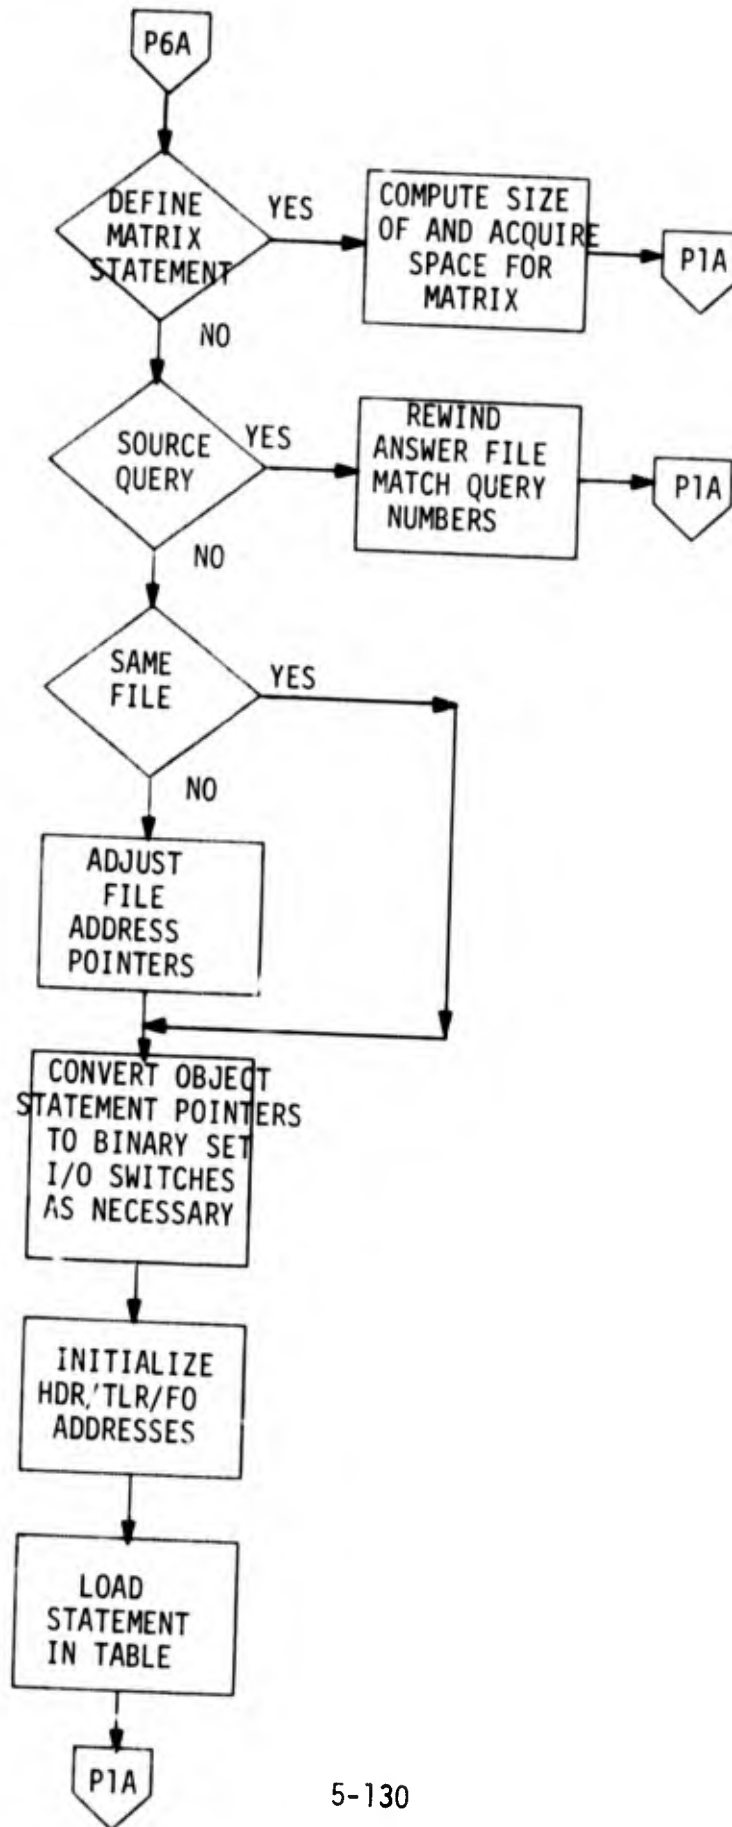 P6A
DEFINE
MATRIX
STATEMENT
YES
COMPUTE SIZE
OF AND ACQUIRE
SPACE FOR
MATRIX
P1A
NO
SOURCE
QUERY
YES
REWIND
ANSWER FILE
MATCH QUERY
NUMBERS
P1A
NO
SAME
FILE
YES
NO
ADJUST
FILE
ADDRESS
POINTERS
CONVERT OBJECT
STATEMENT POINTERS
TO BINARY SET
I/O SWITCHES
AS NECESSARY
INITIALIZE
HDR/TLR/FO
ADDRESSES
LOAD
STATEMENT
IN TABLE
P1A
5-130